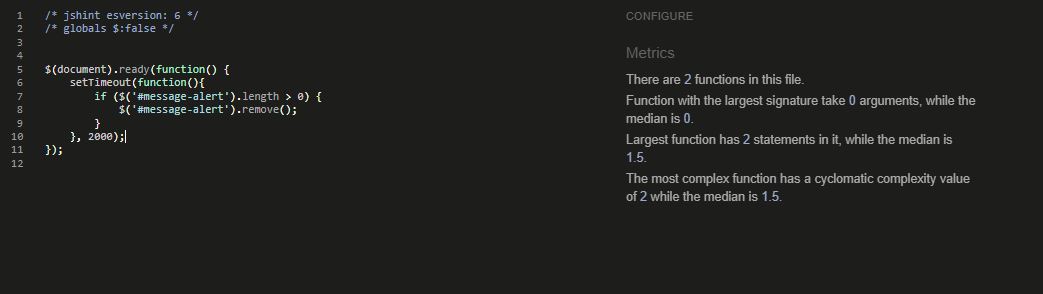 1 /* jshint esversion: 6 */
2 /* globals $:false */
3
4
5 $(document).ready(function() {
6     setTimeout(function(){
7         if ($('#message-alert').length > 0) {
8             $('#message-alert').remove();
9         }
10     }, 2000);
11 });
12
CONFIGURE
Metrics
There are 2 functions in this file.
Function with the largest signature take 0 arguments, while the
median is 0.
Largest function has 2 statements in it, while the median is
1.5.
The most complex function has a cyclomatic complexity value
of 2 while the median is 1.5.